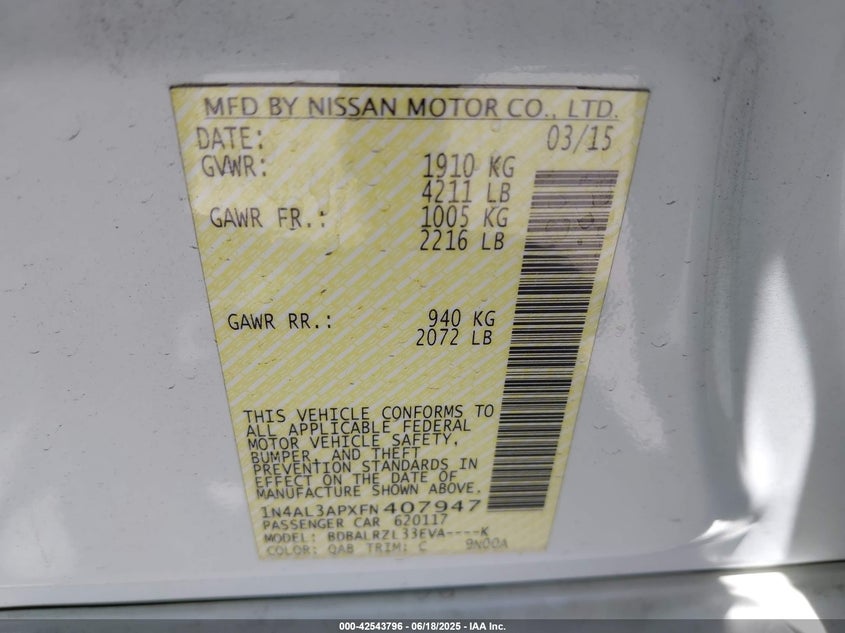 MFD BY NISSAN MOTOR CO., LTD.
DATE: 03/15
GVWR: 1910 KG
4211 LB
GAWR FR.: 1005 KG
2216 LB
GAWR RR.: 940 KG
2072 LB
THIS VEHICLE CONFORMS TO
ALL APPLICABLE FEDERAL
MOTOR VEHICLE SAFETY,
BUMPER, AND THEFT
PREVENTION STANDARDS IN
EFFECT ON THE DATE OF
MANUFACTURE SHOWN ABOVE.
1N4AL3APXFN407947
PASSENGER CAR 620117
MODEL: BDBALRZL33EVA----K
COLOR: QAB TRIM: C 9N00A
000-42543796 - 06/18/2025 - IAA Inc.